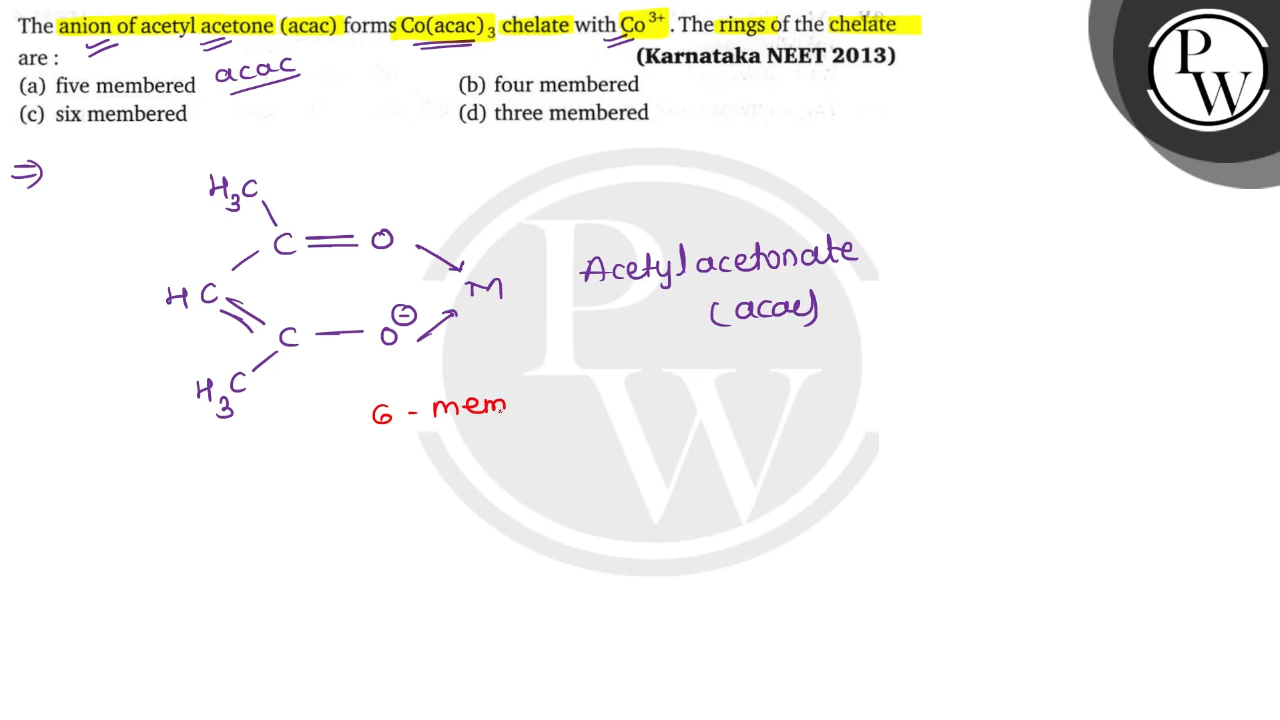 The anion of acetyl acetone (acac) forms Co(acac)₃ chelate with Co³⁺. The rings of the chelate
are :
(Karnataka NEET 2013)
acac
(a) five membered
(b) four membered
(c) six membered
(d) three membered
⇒
H₃C
C = O
HC
M
C — O⊖
H₃C
Acetylacetonate
(acac)
6 - mem
P
W
P
W